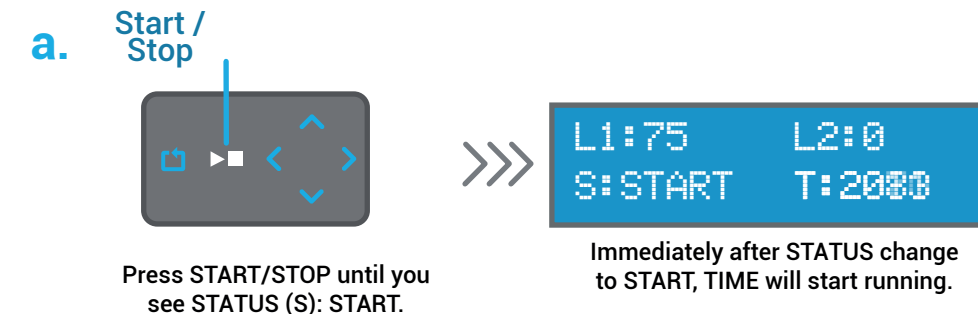 a.
Start /
Stop
L1:75 L2:0
S:START
Press START/STOP until you
see STATUS (S): START.
Immediately after STATUS change
to START, TIME will start running.